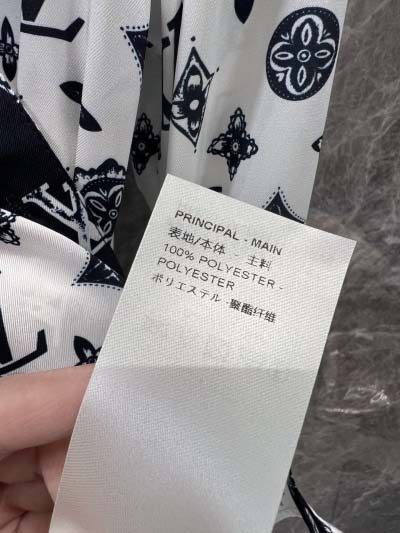 PRINCIPAL - MAIN
表地/本体 - 主料
100% POLYESTER -
POLYESTER
ポリエステル -聚酯纤维